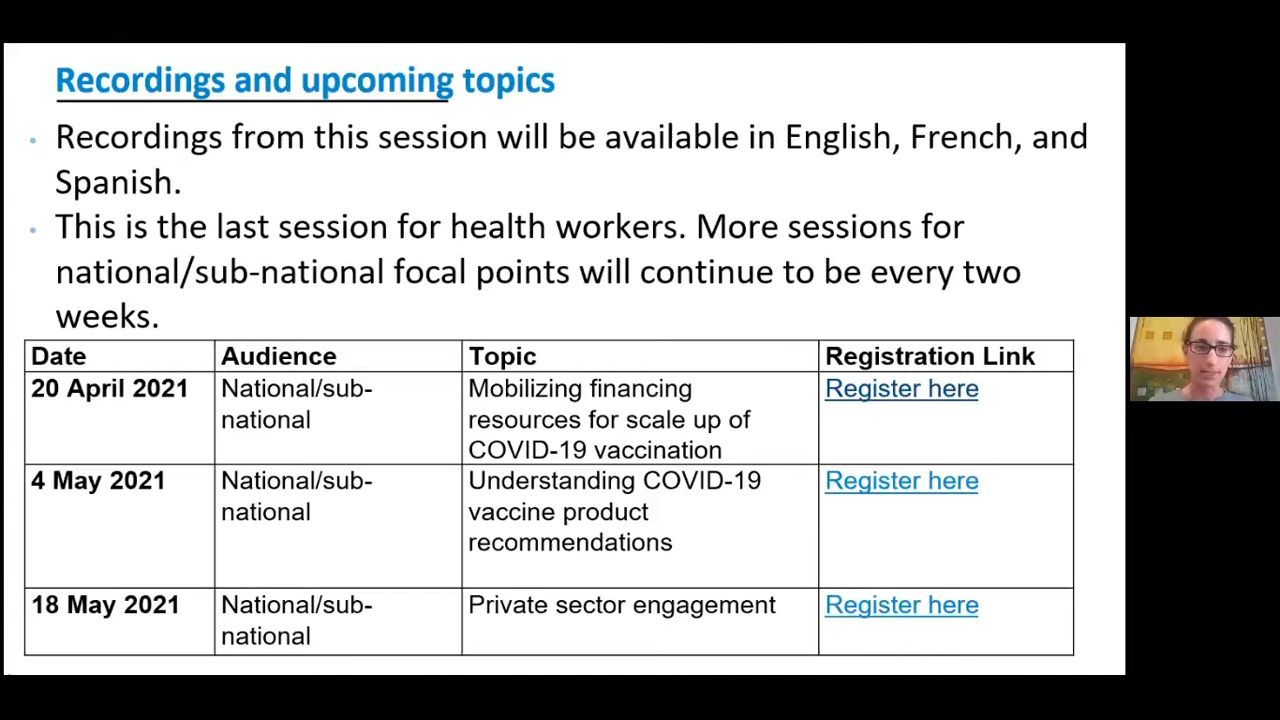 Recordings and upcoming topics
Recordings from this session will be available in English, French, and
Spanish.
This is the last session for health workers. More sessions for
national/sub-national focal points will continue to be every two
weeks.
Date Audience Topic Registration Link
20 April 2021 National/sub- Mobilizing financing Register here
national resources for scale up of
COVID-19 vaccination
4 May 2021 National/sub- Understanding COVID-19 Register here
national vaccine product
recommendations
18 May 2021 National/sub- Private sector engagement Register here
national